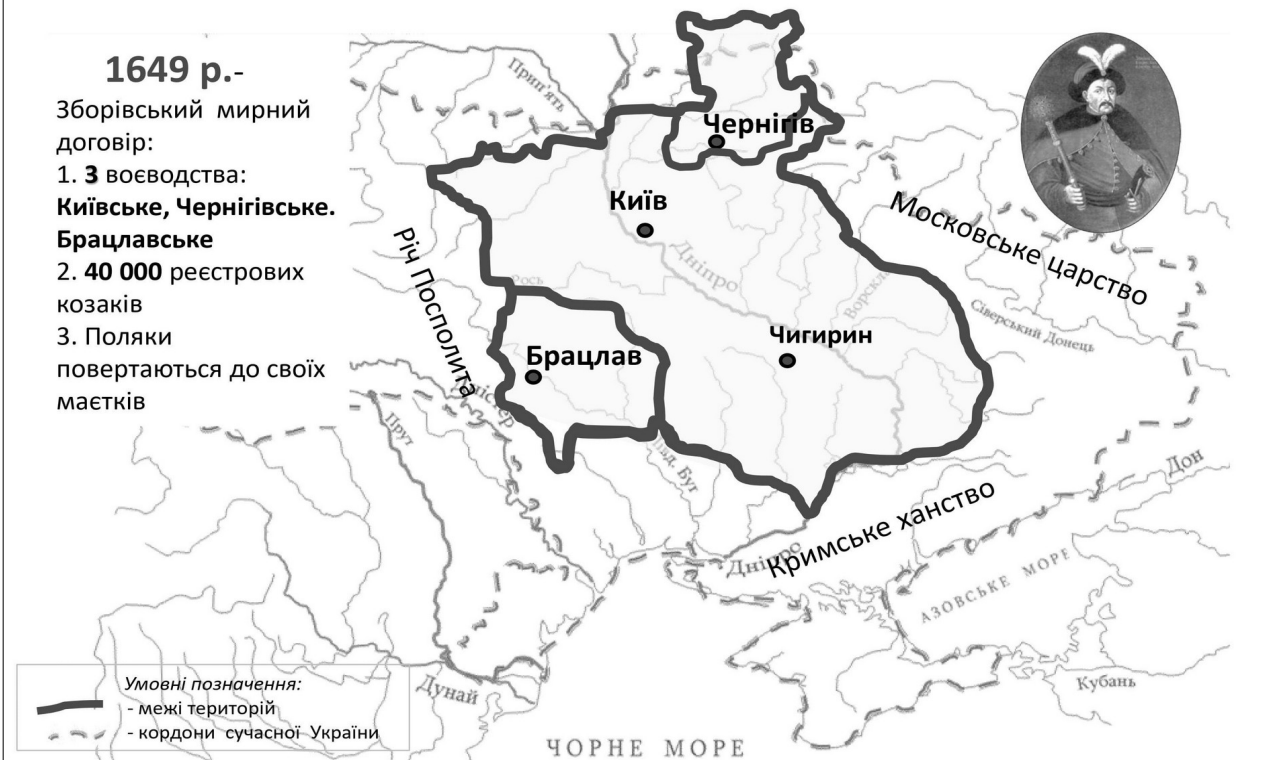 1649 р.-
Зборівський мирний
договір:
1. 3 воєводства:
Київське, Чернігівське.
Брацлавське
2. 40 000 реєстрових
козаків
3. Поляки
повертаються до своїх
маєтків
Прип'ять
Чернігів
Київ
Московське царство
Річ Посполита
Рось
Дніпро
Ворскла
Сіверський Донець
Чигирин
Брацлав
Дністер
Прут
Півд. Буг
Дон
Кримське ханство
Дніпро
АЗОВСЬКЕ МОРЕ
Кубань
Дунай
ЧОРНЕ МОРЕ
Умовні позначення:
- межі територій
- кордони сучасної України